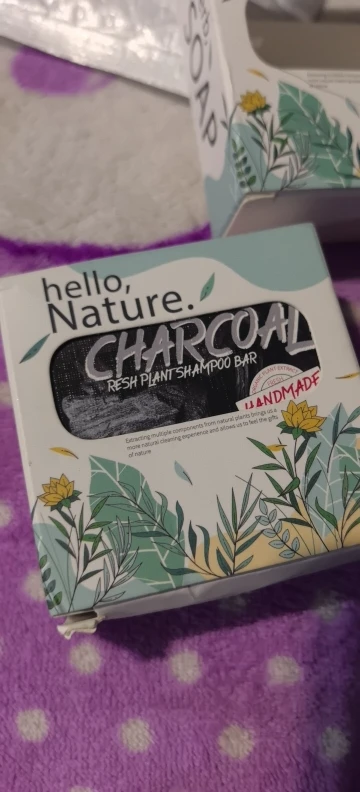 SOAP
hello,
Nature.
CHARCOAL
RESH PLANT SHAMPOO BAR
HANDMADE
Extracting multiple components from natural plants brings us a
more natural cleaning experience and allows us to feel the gifts
of nature